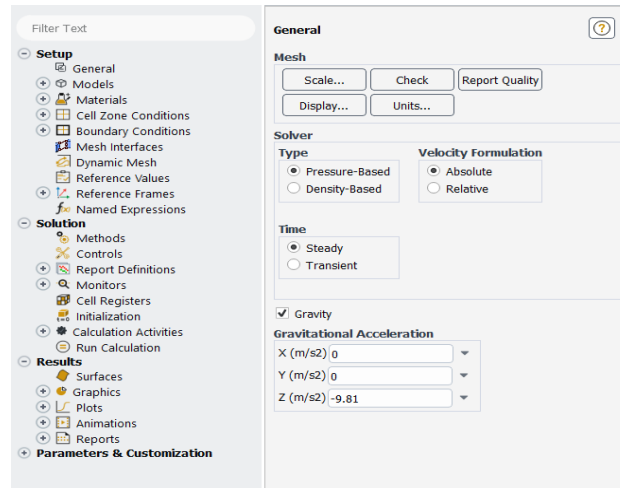 Filter Text
Setup
General
Models
Materials
Cell Zone Conditions
Boundary Conditions
Mesh Interfaces
Dynamic Mesh
Reference Values
Reference Frames
Named Expressions
Solution
Methods
Controls
Report Definitions
Monitors
Cell Registers
Initialization
Calculation Activities
Run Calculation
Results
Surfaces
Graphics
Plots
Animations
Reports
Parameters & Customization
General
?
Mesh
Scale... Check Report Quality
Display... Units...
Solver
Type Velocity Formulation
Pressure-Based Absolute
Density-Based Relative
Time
Steady
Transient
Gravity
Gravitational Acceleration
X (m/s2) 0
Y (m/s2) 0
Z (m/s2) -9.81